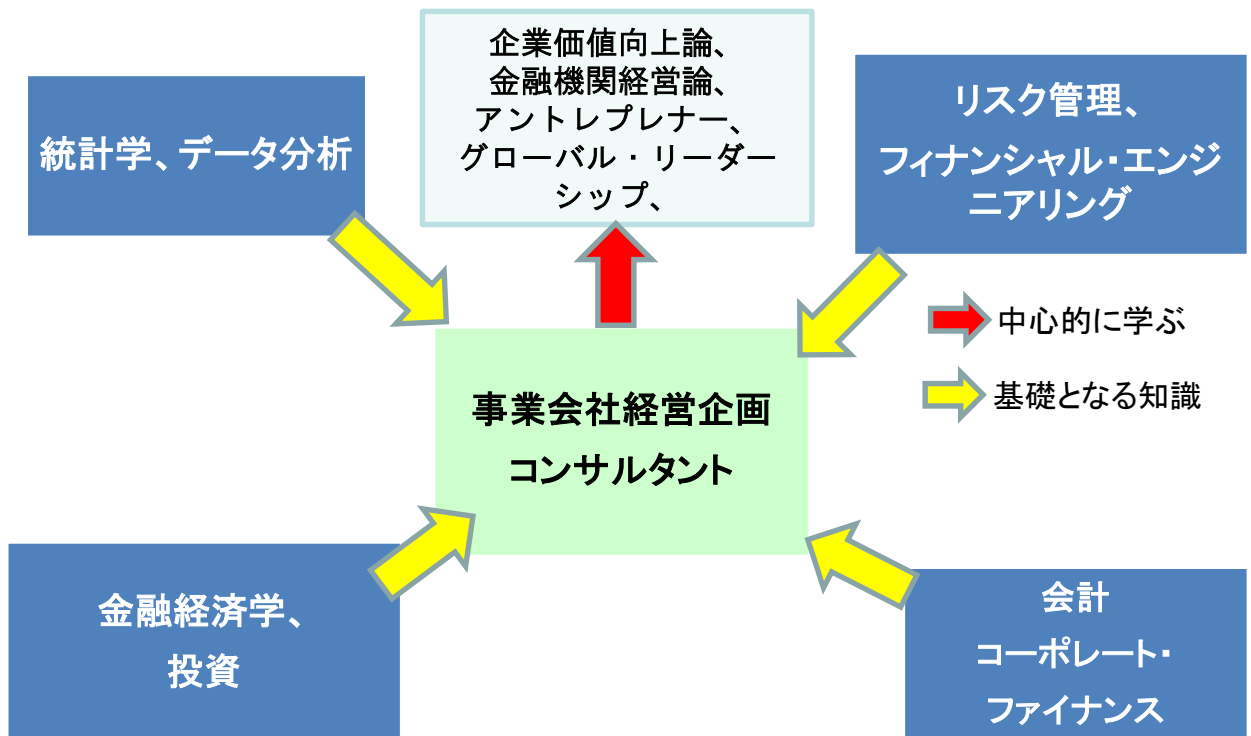 企業価値向上論、
金融機関経営論、
アントレプレナー、
グローバル・リーダー
シップ、
統計学、データ分析
リスク管理、
フィナンシャル・エンジ
ニアリング
中心的に学ぶ
基礎となる知識
事業会社経営企画
コンサルタント
金融経済学、
投資
会計
コーポレート・
ファイナンス